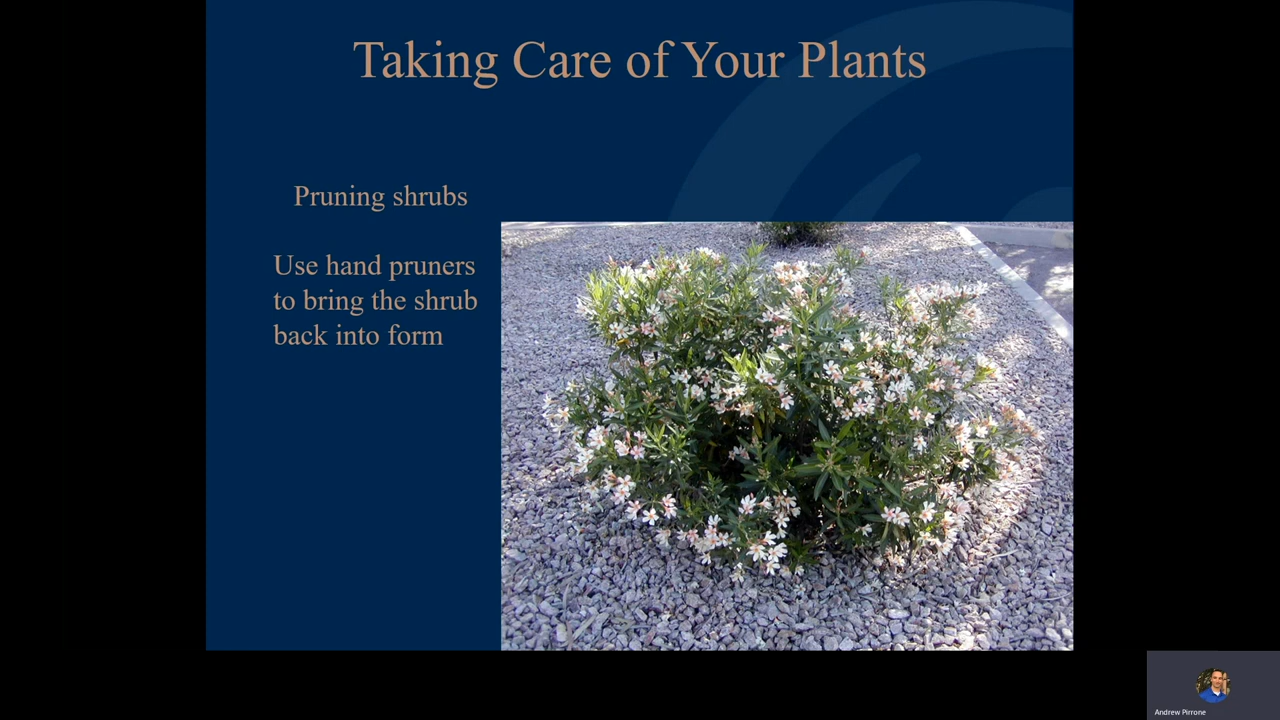 Taking Care of Your Plants
Pruning shrubs
Use hand pruners
to bring the shrub
back into form
Andrew Pirrone